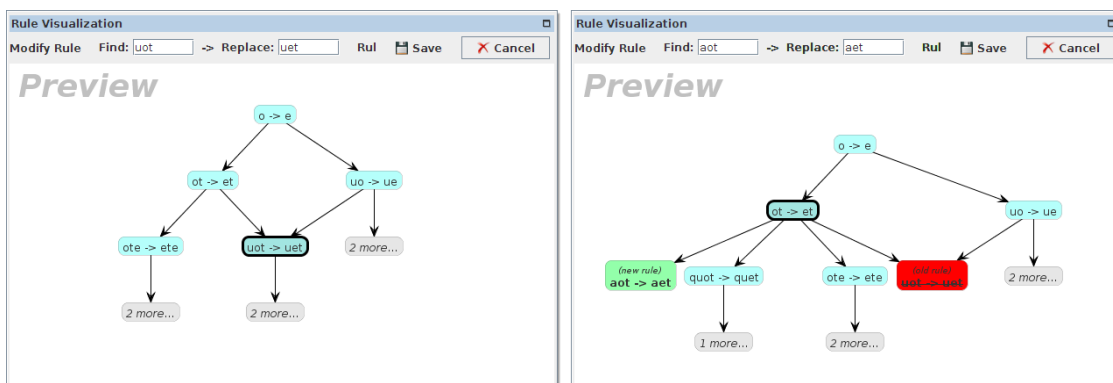 Rule Visualization
Modify Rule Find: uot -> Replace: uet Rul Save Cancel
Preview
o -> e
ot -> et uo -> ue
ote -> ete uot -> uet 2 more...
2 more... 2 more...
Rule Visualization
Modify Rule Find: aot -> Replace: aet Rul Save Cancel
Preview
o -> e
ot -> et uo -> ue
(new rule) (old rule)
aot -> aet quot -> quet ote -> ete uot -> uet 2 more...
1 more... 2 more...